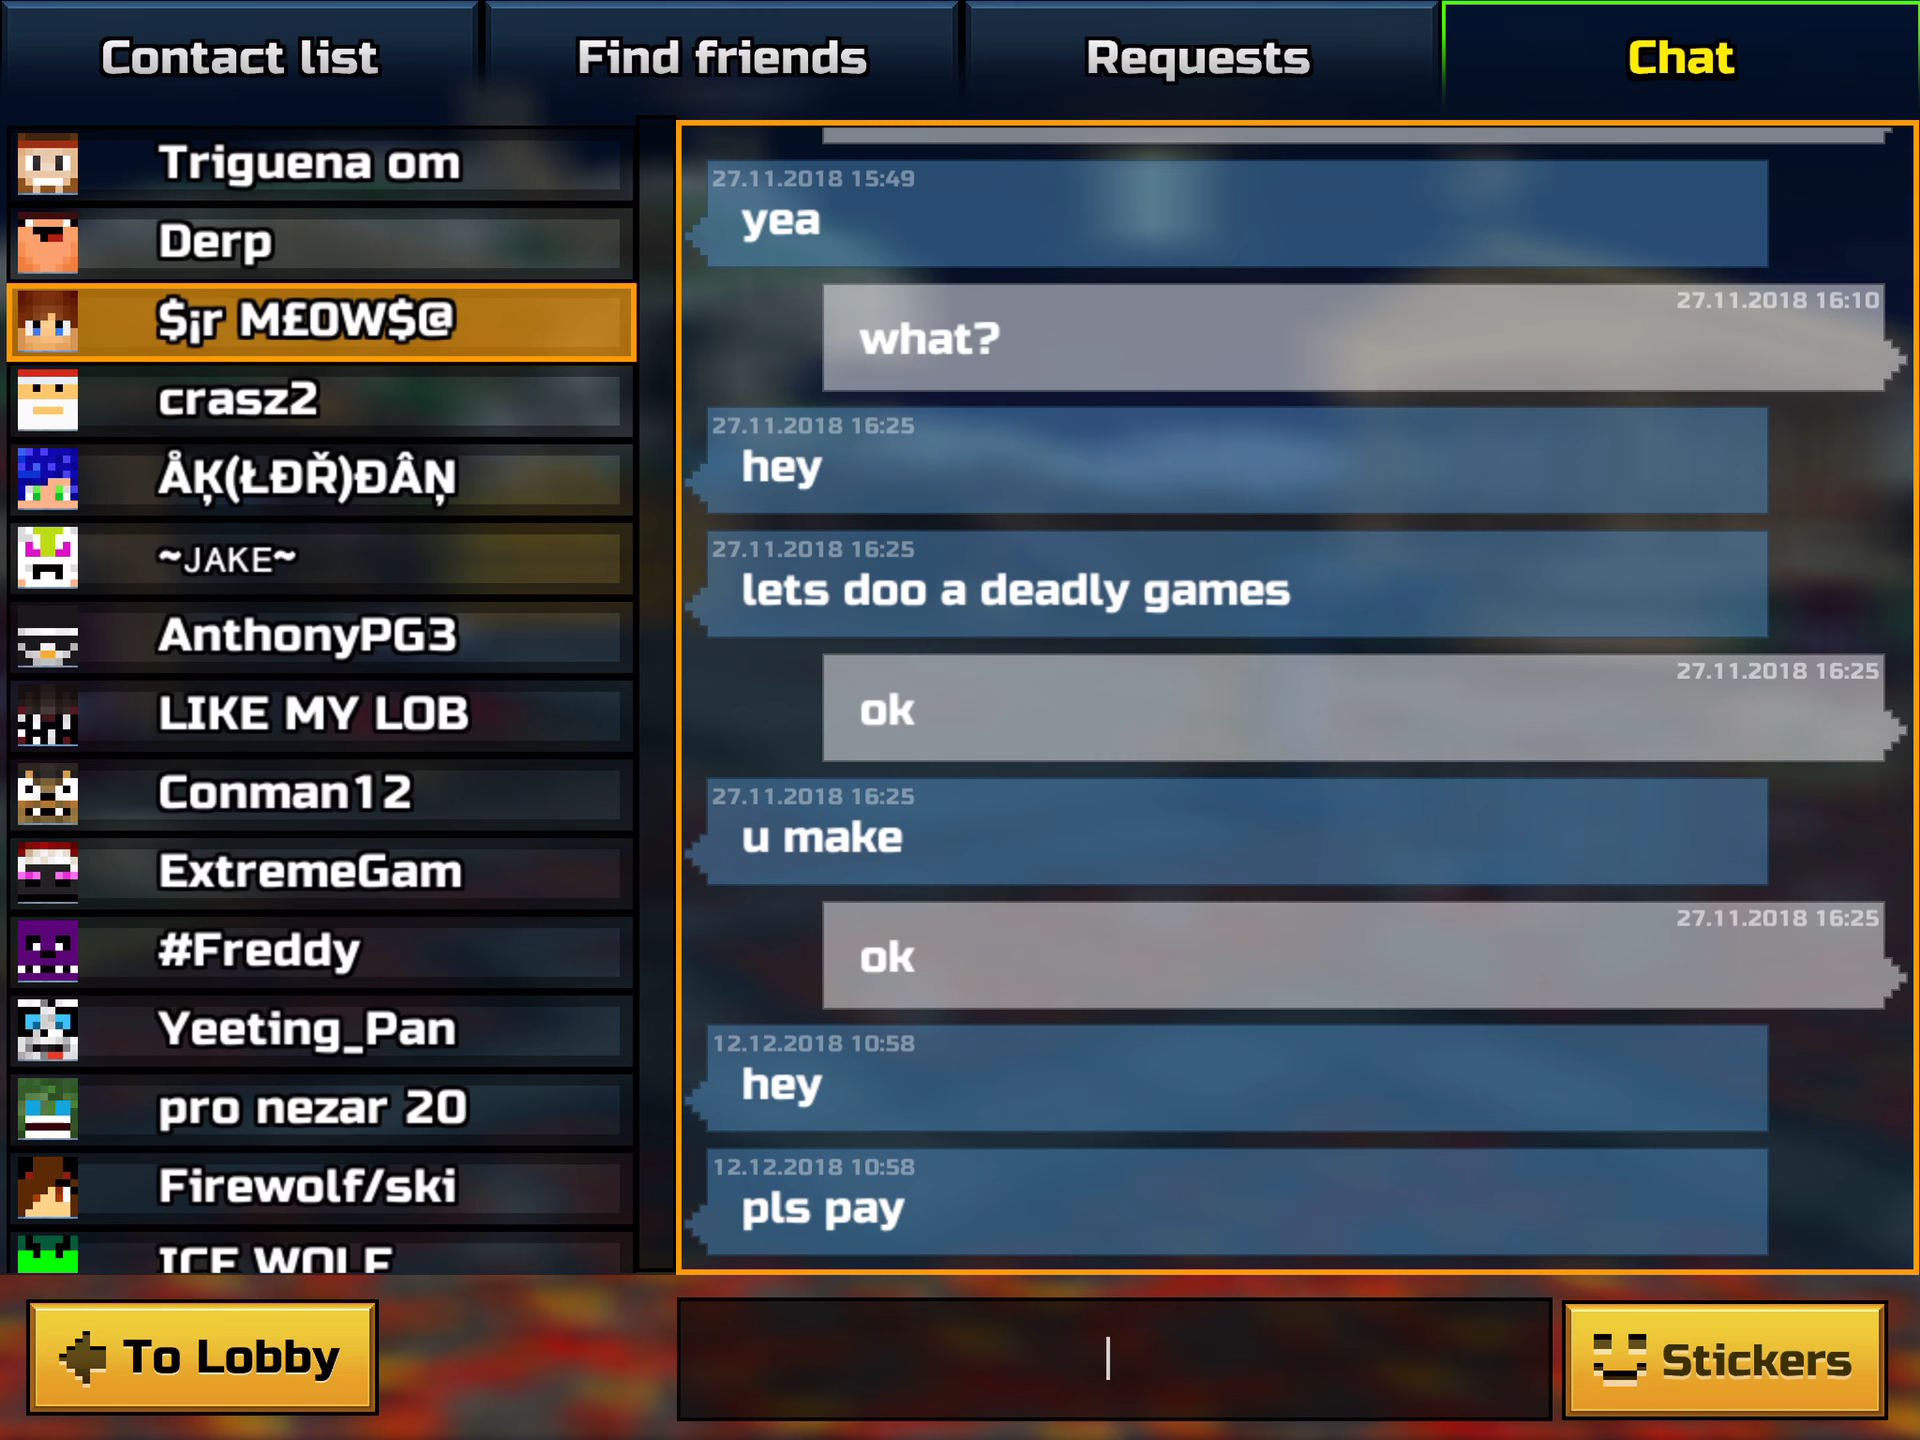 Contact list
Find friends
Requests
Chat
Triguena om
Derp
$¡r M£OW$@
crasz2
ÅĶ(ŁĐŘ)ĐÂŅ
~JAKE~
AnthonyPG3
LIKE MY LOB
Conman12
ExtremeGam
#Freddy
Yeeting_Pan
pro nezar 20
Firewolf/ski
ICE WOLF
27.11.2018 15:49
yea
27.11.2018 16:10
what?
27.11.2018 16:25
hey
27.11.2018 16:25
lets doo a deadly games
27.11.2018 16:25
ok
27.11.2018 16:25
u make
27.11.2018 16:25
ok
12.12.2018 10:58
hey
12.12.2018 10:58
pls pay
To Lobby
Stickers